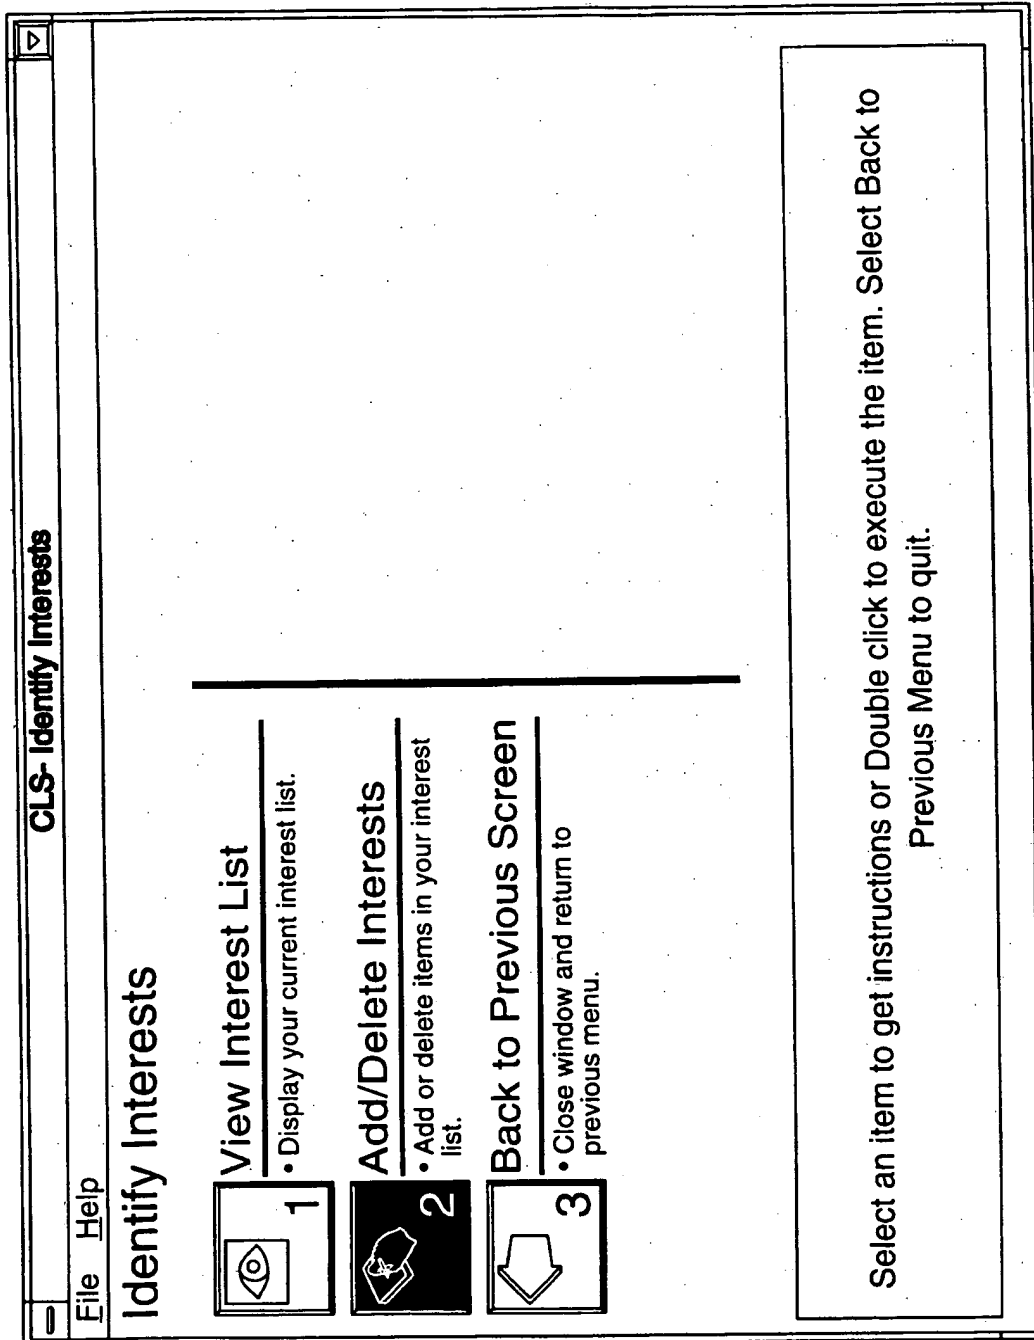 CLS- Identify Interests
File Help
Identify Interests
1
View Interest List
• Display your current interest list.
2
Add/Delete Interests
• Add or delete items in your interest
list.
3
Back to Previous Screen
• Close window and return to
previous menu.
Select an item to get instructions or Double click to execute the item. Select Back to
Previous Menu to quit.